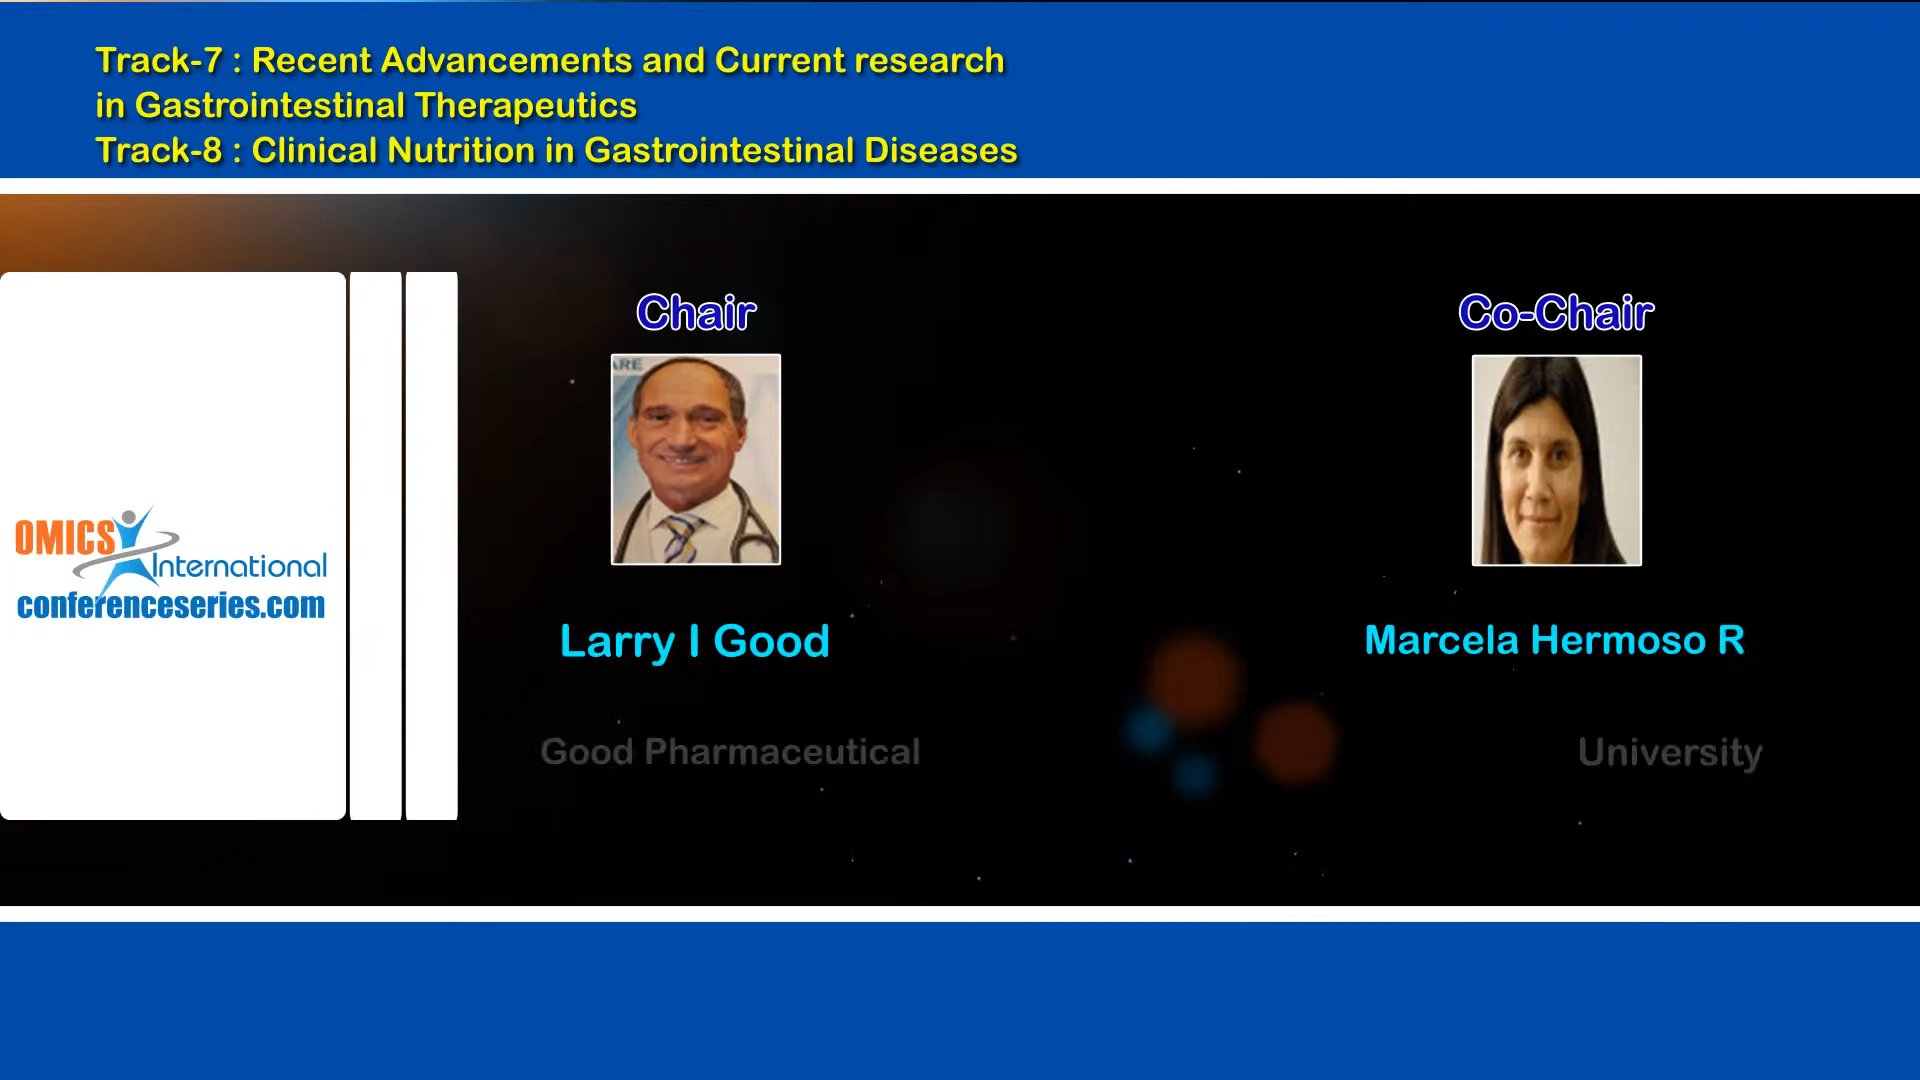 Track-7 : Recent Advancements and Current research
in Gastrointestinal Therapeutics
Track-8 : Clinical Nutrition in Gastrointestinal Diseases
OMICS
International
conferenceseries.com
Chair
ARE
Larry I Good
Good Pharmaceutical
Co-Chair
Marcela Hermoso R
University